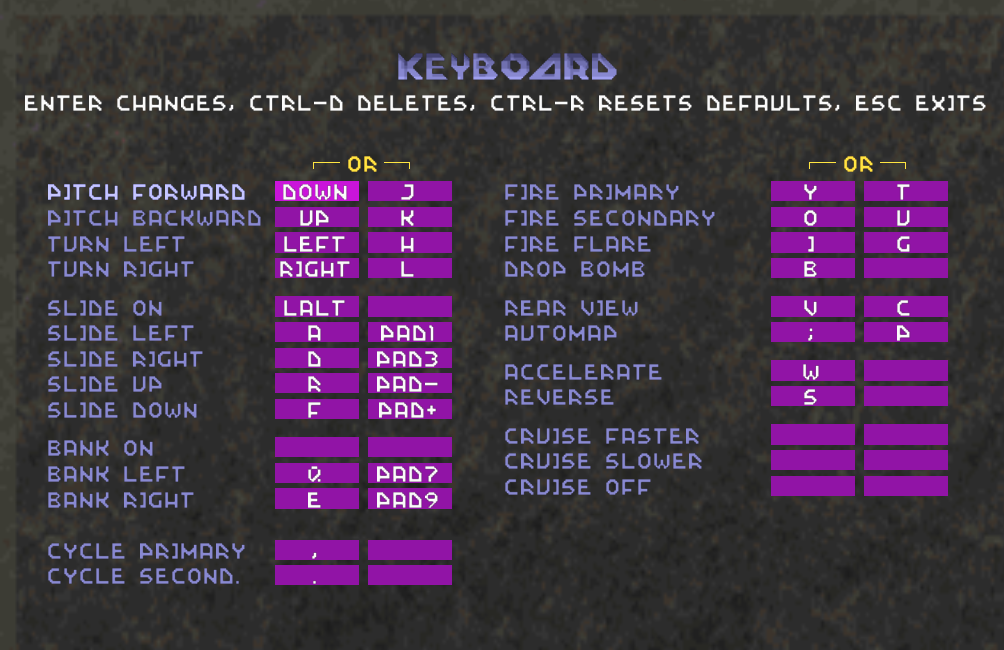 KEYBOARD
ENTER CHANGES, CTRL-D DELETES, CTRL-R RESETS DEFAULTS, ESC EXITS
OR
PITCH FORWARD DOWN J
PITCH BACKWARD UP K
TURN LEFT LEFT H
TURN RIGHT RIGHT L
SLIDE ON LALT
SLIDE LEFT A PAD1
SLIDE RIGHT D PAD3
SLIDE UP R PAD-
SLIDE DOWN F PAD+
BANK ON
BANK LEFT Q PAD7
BANK RIGHT E PAD9
CYCLE PRIMARY ,
CYCLE SECOND. .
OR
FIRE PRIMARY Y T
FIRE SECONDARY O U
FIRE FLARE I G
DROP BOMB B
REAR VIEW V C
AUTOMAP ; P
ACCELERATE W
REVERSE S
CRUISE FASTER
CRUISE SLOWER
CRUISE OFF